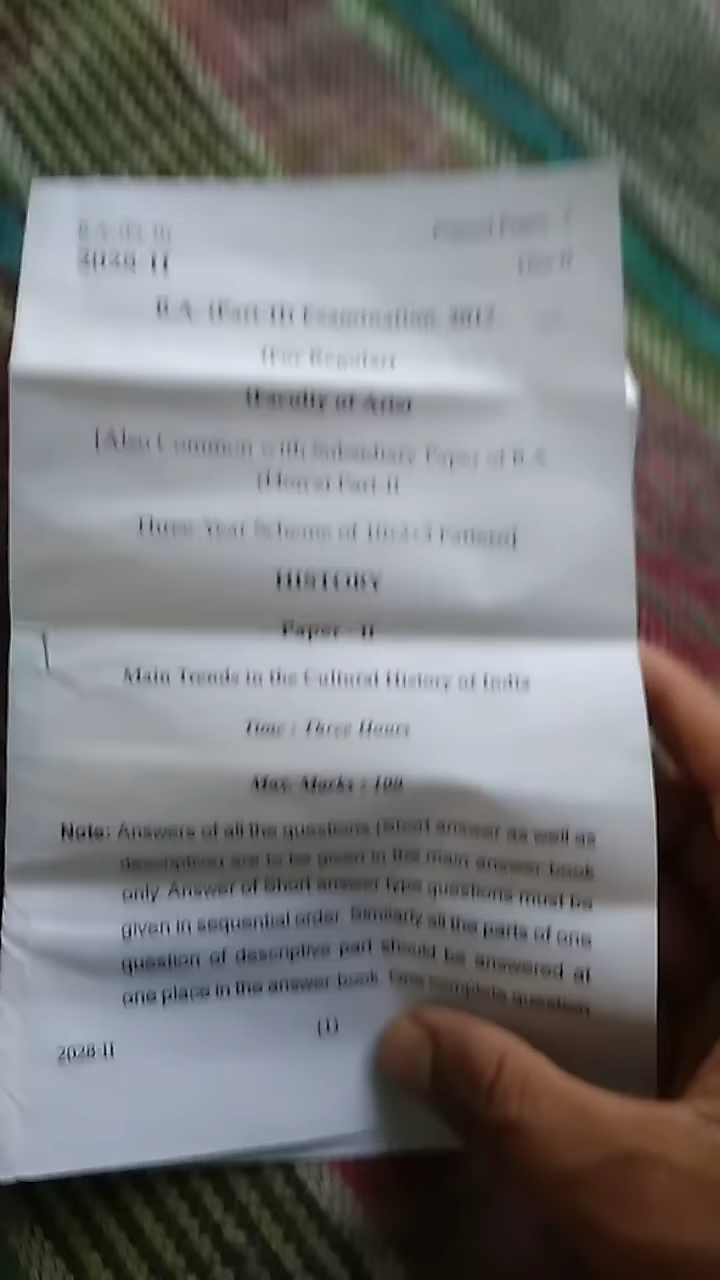 2028-II
B.A. (Part-II) Examination, 2017
(For Regular)
(Faculty of Arts)
[Also Common with Subsidiary Paper of B.A.
(Hons.) Part-II
Three-Year Scheme of 10+2+3 Pattern]
HISTORY
Paper - II
Main Trends in the Cultural History of India
Time : Three Hours
Max. Marks : 100
Note: Answers of all the questions (Short answer as well as
descriptive) are to be given in the main answer book
only. Answer of Short answer type questions must be
given in sequential order. Similarly all the parts of one
question of descriptive part should be answered at
one place in the answer book. One complete question
(1)
2028-II